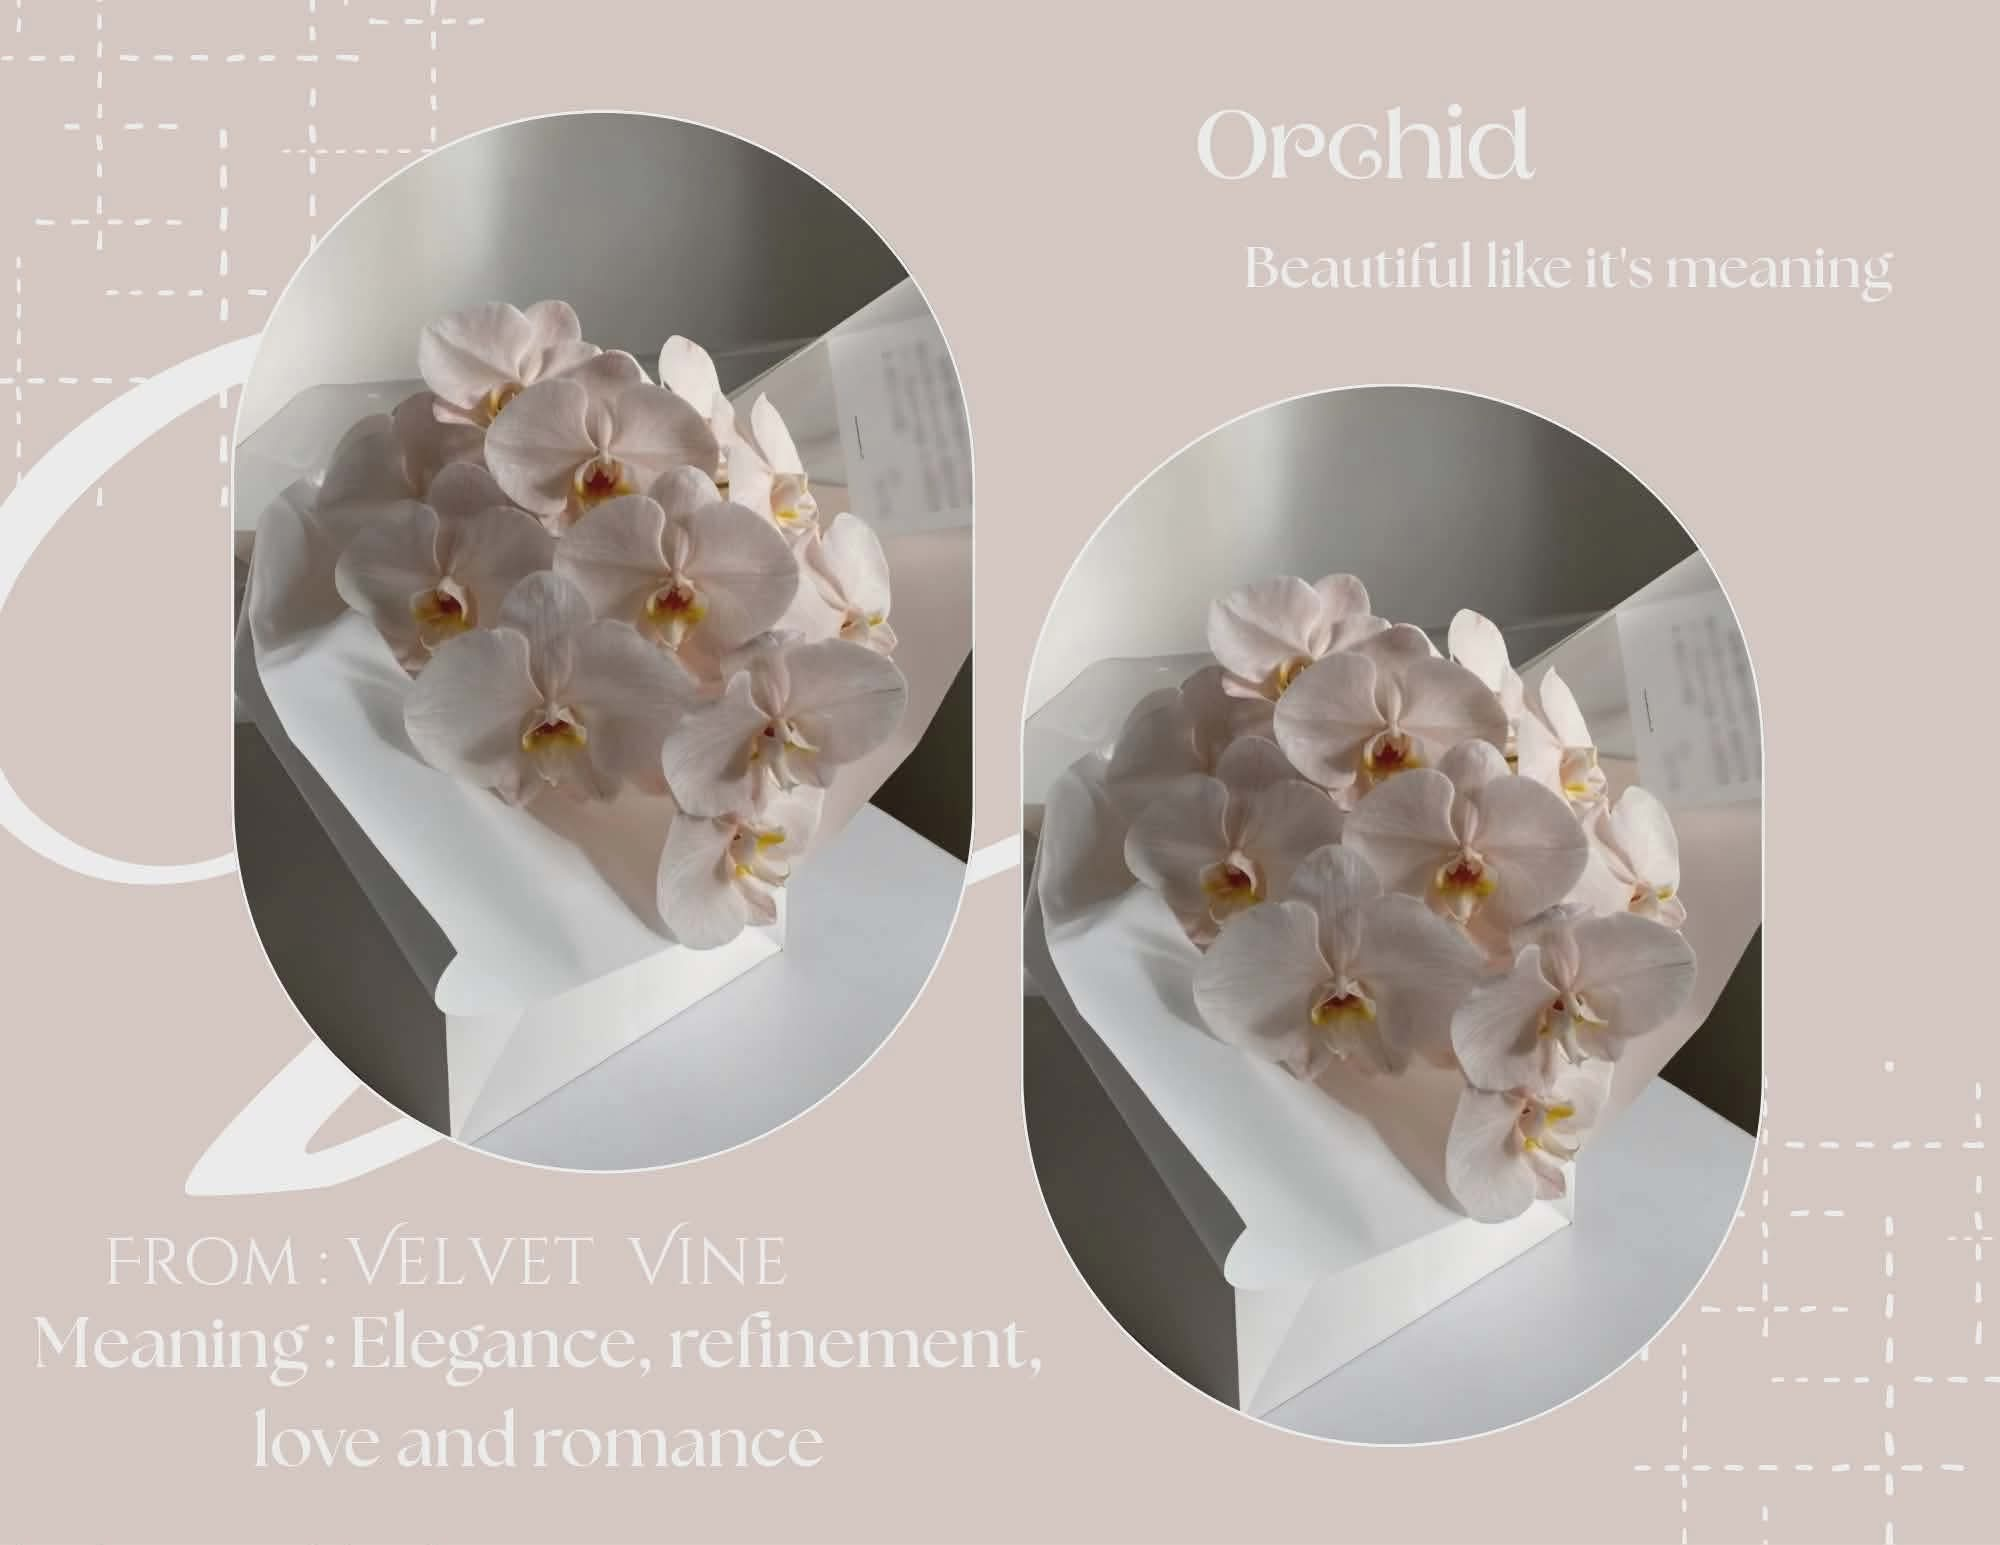 Orchid
Beautiful like it's meaning
FROM : VELVET VINE
Meaning : Elegance, refinement,
love and romance